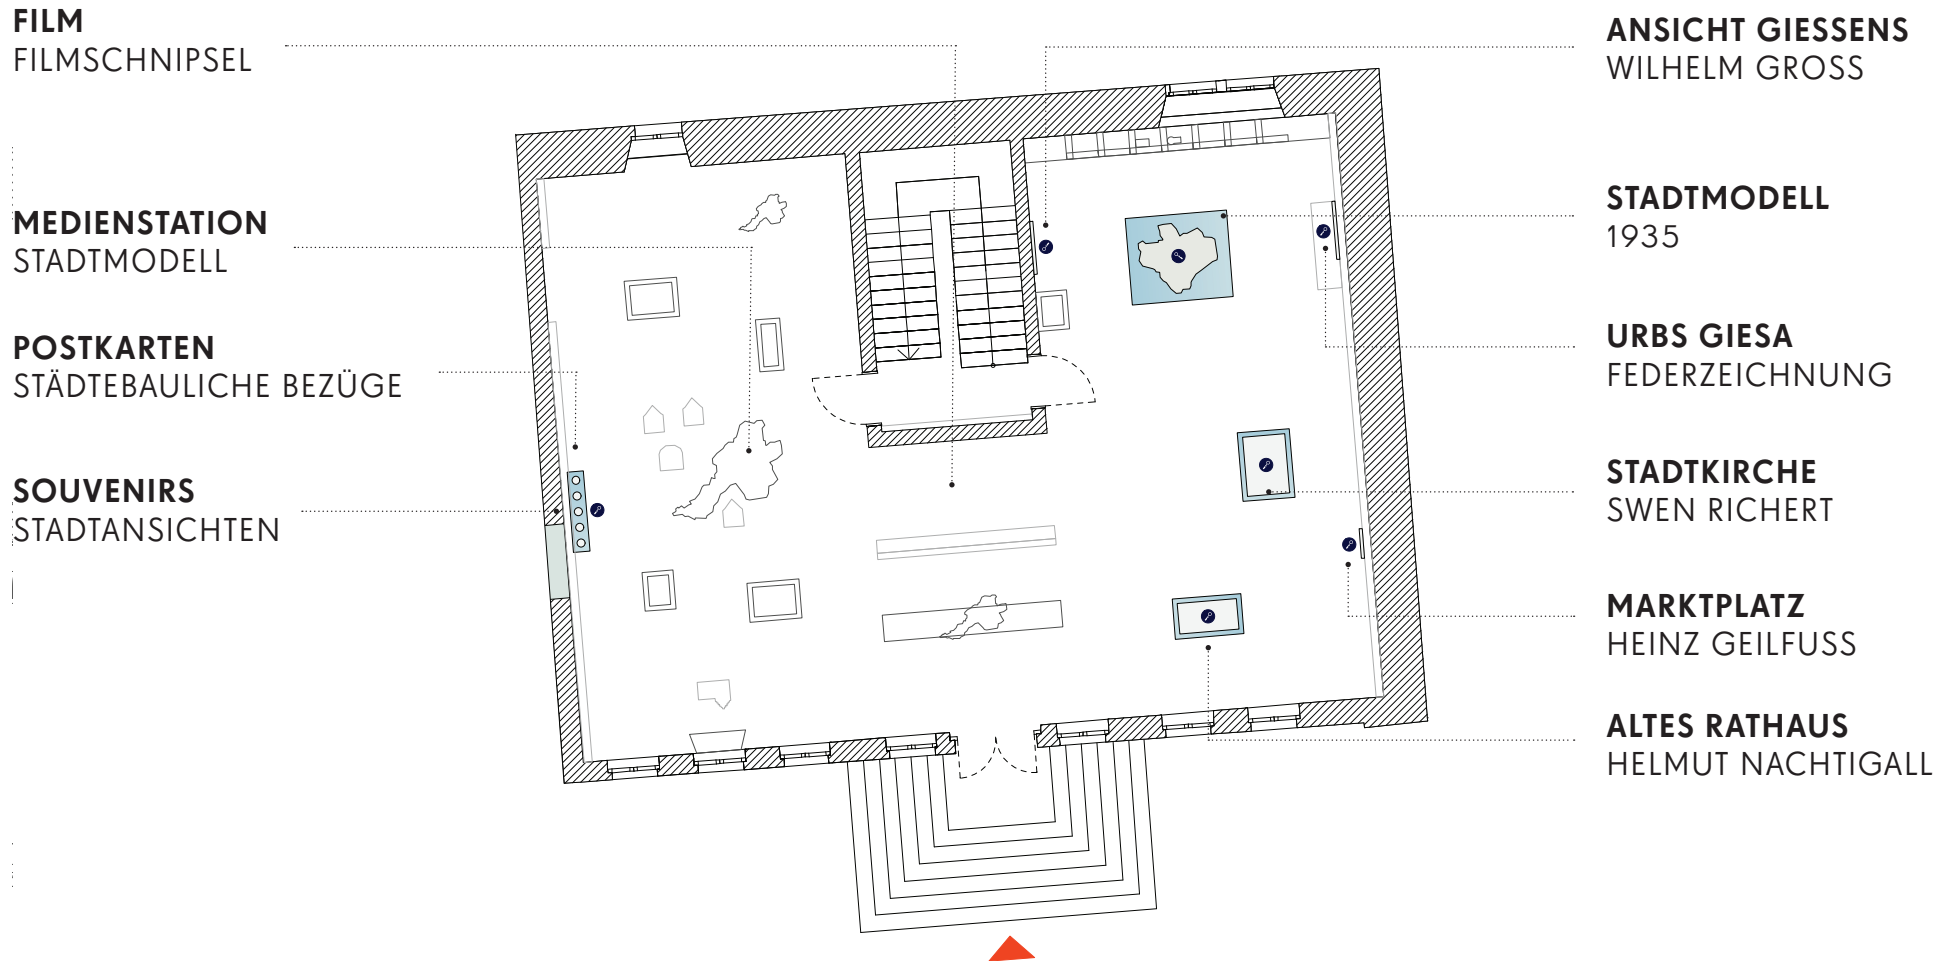 FILM
FILMSCHNIPSEL
MEDIENSTATION
STADTMODELL
POSTKARTEN
STÄDTEBAULICHE BEZÜGE
SOUVENIRS
STADTANSICHTEN
ANSICHT GIESSENS
WILHELM GROSS
STADTMODELL
1935
URBS GIESA
FEDERZEICHNUNG
STADTKIRCHE
SWEN RICHERT
MARKTPLATZ
HEINZ GEILFUSS
ALTES RATHAUS
HELMUT NACHTIGALL